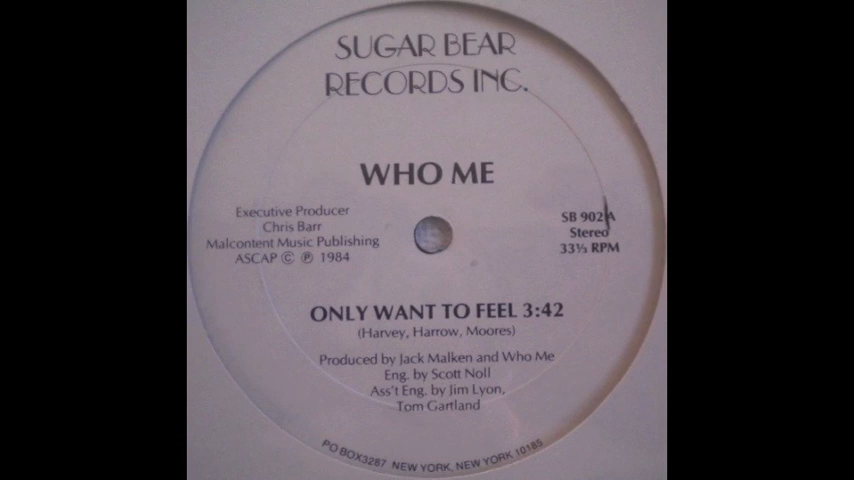 SUGAR BEAR
RECORDS INC.
WHO ME
Executive Producer
Chris Barr
Malcontent Music Publishing
ASCAP © ℗ 1984
SB 902 A
Stereo
33⅓ RPM
ONLY WANT TO FEEL 3:42
(Harvey, Harrow, Moores)
Produced by Jack Malken and Who Me
Eng. by Scott Noll
Ass't Eng. by Jim Lyon,
Tom Gartland
PO BOX3287 NEW YORK, NEW YORK 10185